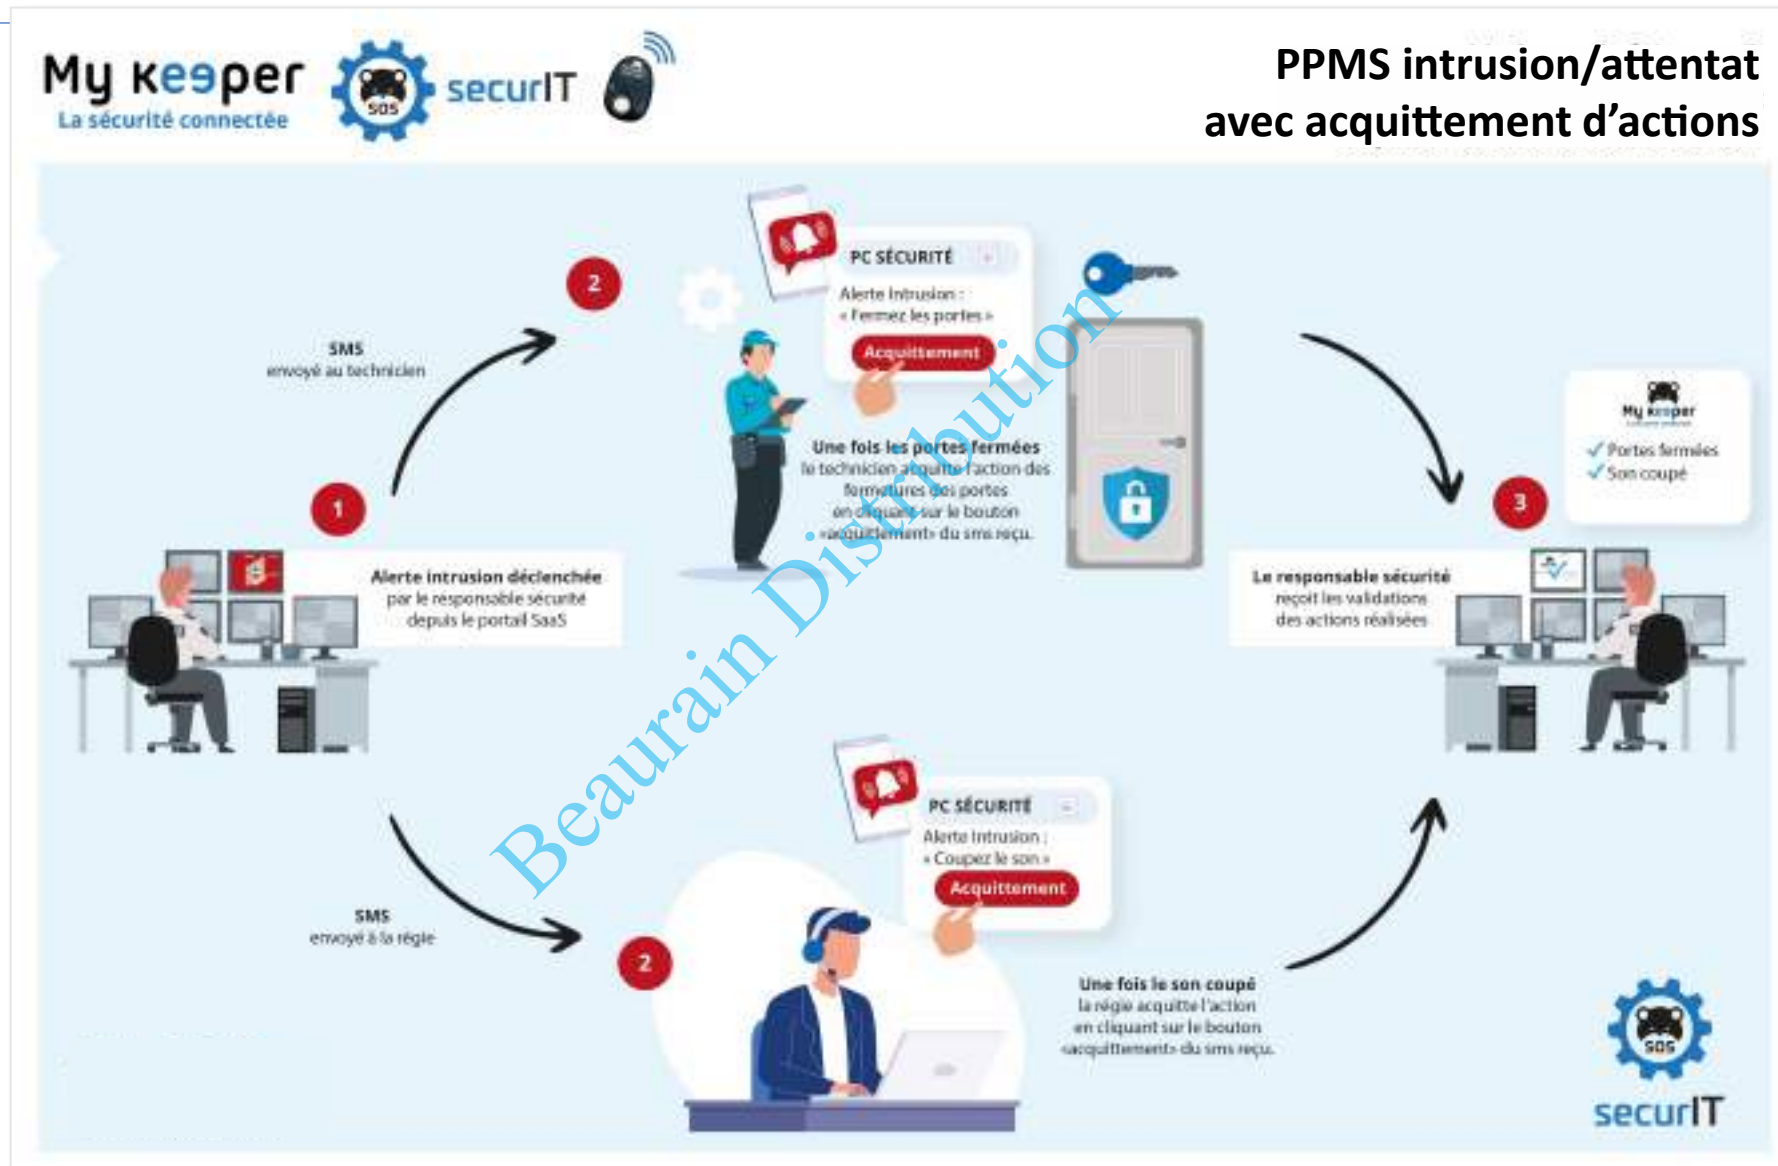 My keeper
La sécurité connectée
SOS
securIT
PPMS intrusion/attentat
avec acquittement d'actions
1
Alerte intrusion déclenchée
par le responsable sécurité
depuis le portail SaaS
SMS
envoyé au technicien
2
PC SÉCURITÉ
Alerte Intrusion :
« Fermez les portes »
Acquittement
Une fois les portes fermées
le technicien acquitte l'action des
fermetures des portes
en cliquant sur le bouton
«acquittement» du sms reçu.
SMS
envoyé à la régie
2
PC SÉCURITÉ
Alerte Intrusion :
« Coupez le son »
Acquittement
Une fois le son coupé
la régie acquitte l'action
en cliquant sur le bouton
«acquittement» du sms reçu.
3
My keeper
Portes fermées
Son coupé
Le responsable sécurité
reçoit les validations
des actions réalisées
SOS
securIT
Beaurain Distribution